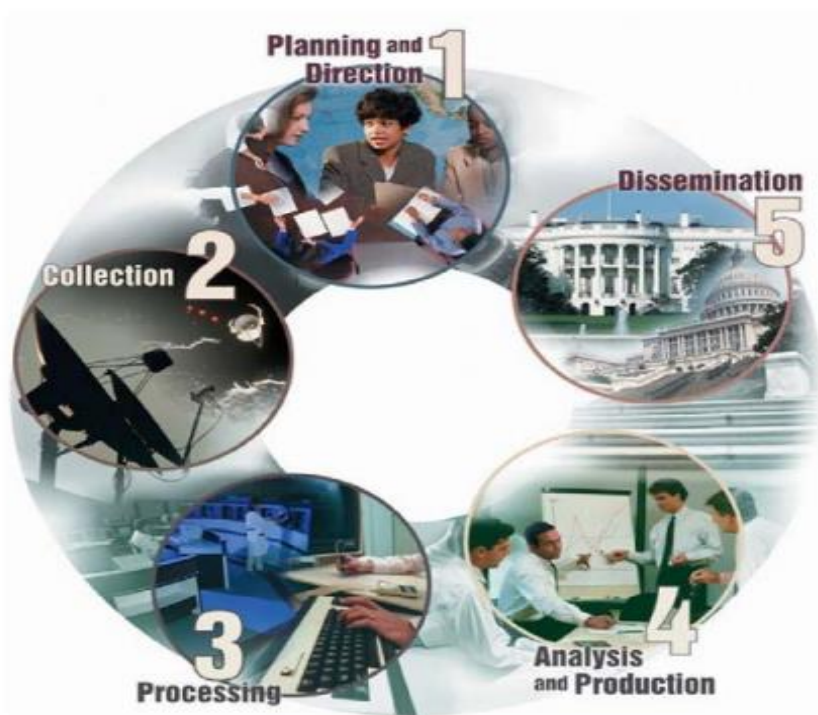 Planning and
Direction
1
Collection 2
3
Processing
4
Analysis
and Production
Dissemination
5